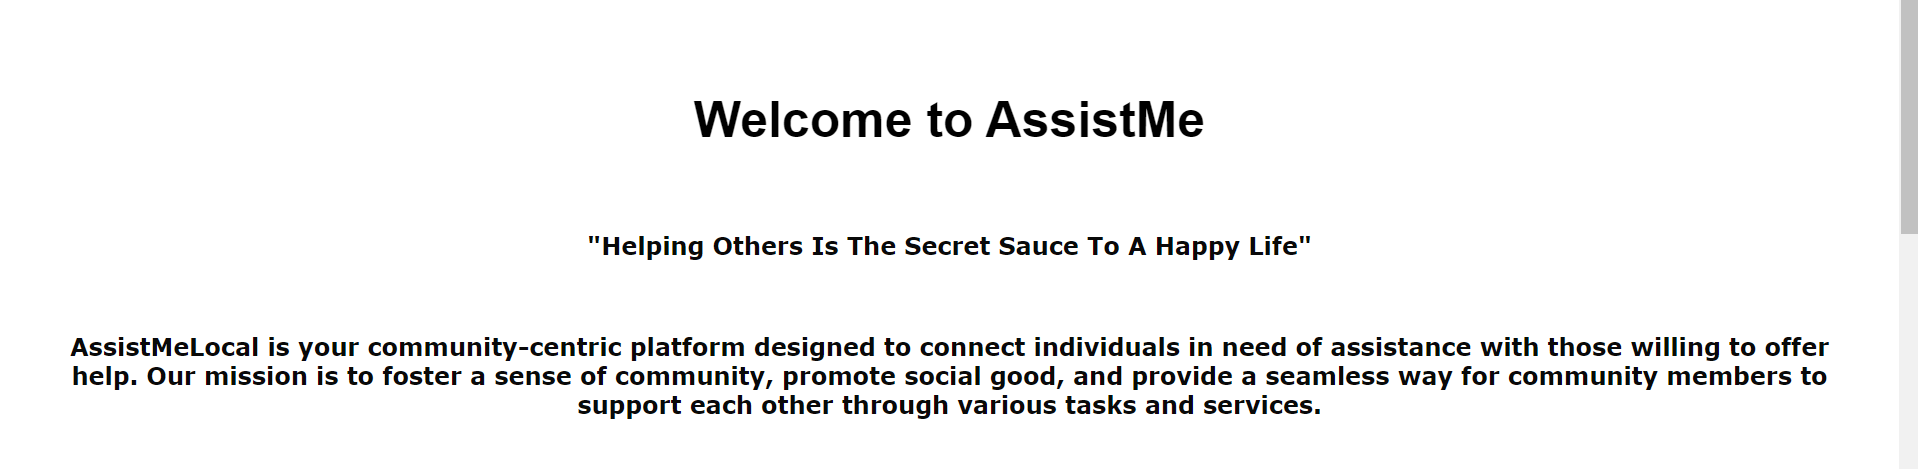 Welcome to AssistMe
"Helping Others Is The Secret Sauce To A Happy Life"
AssistMeLocal is your community-centric platform designed to connect individuals in need of assistance with those willing to offer
help. Our mission is to foster a sense of community, promote social good, and provide a seamless way for community members to
support each other through various tasks and services.